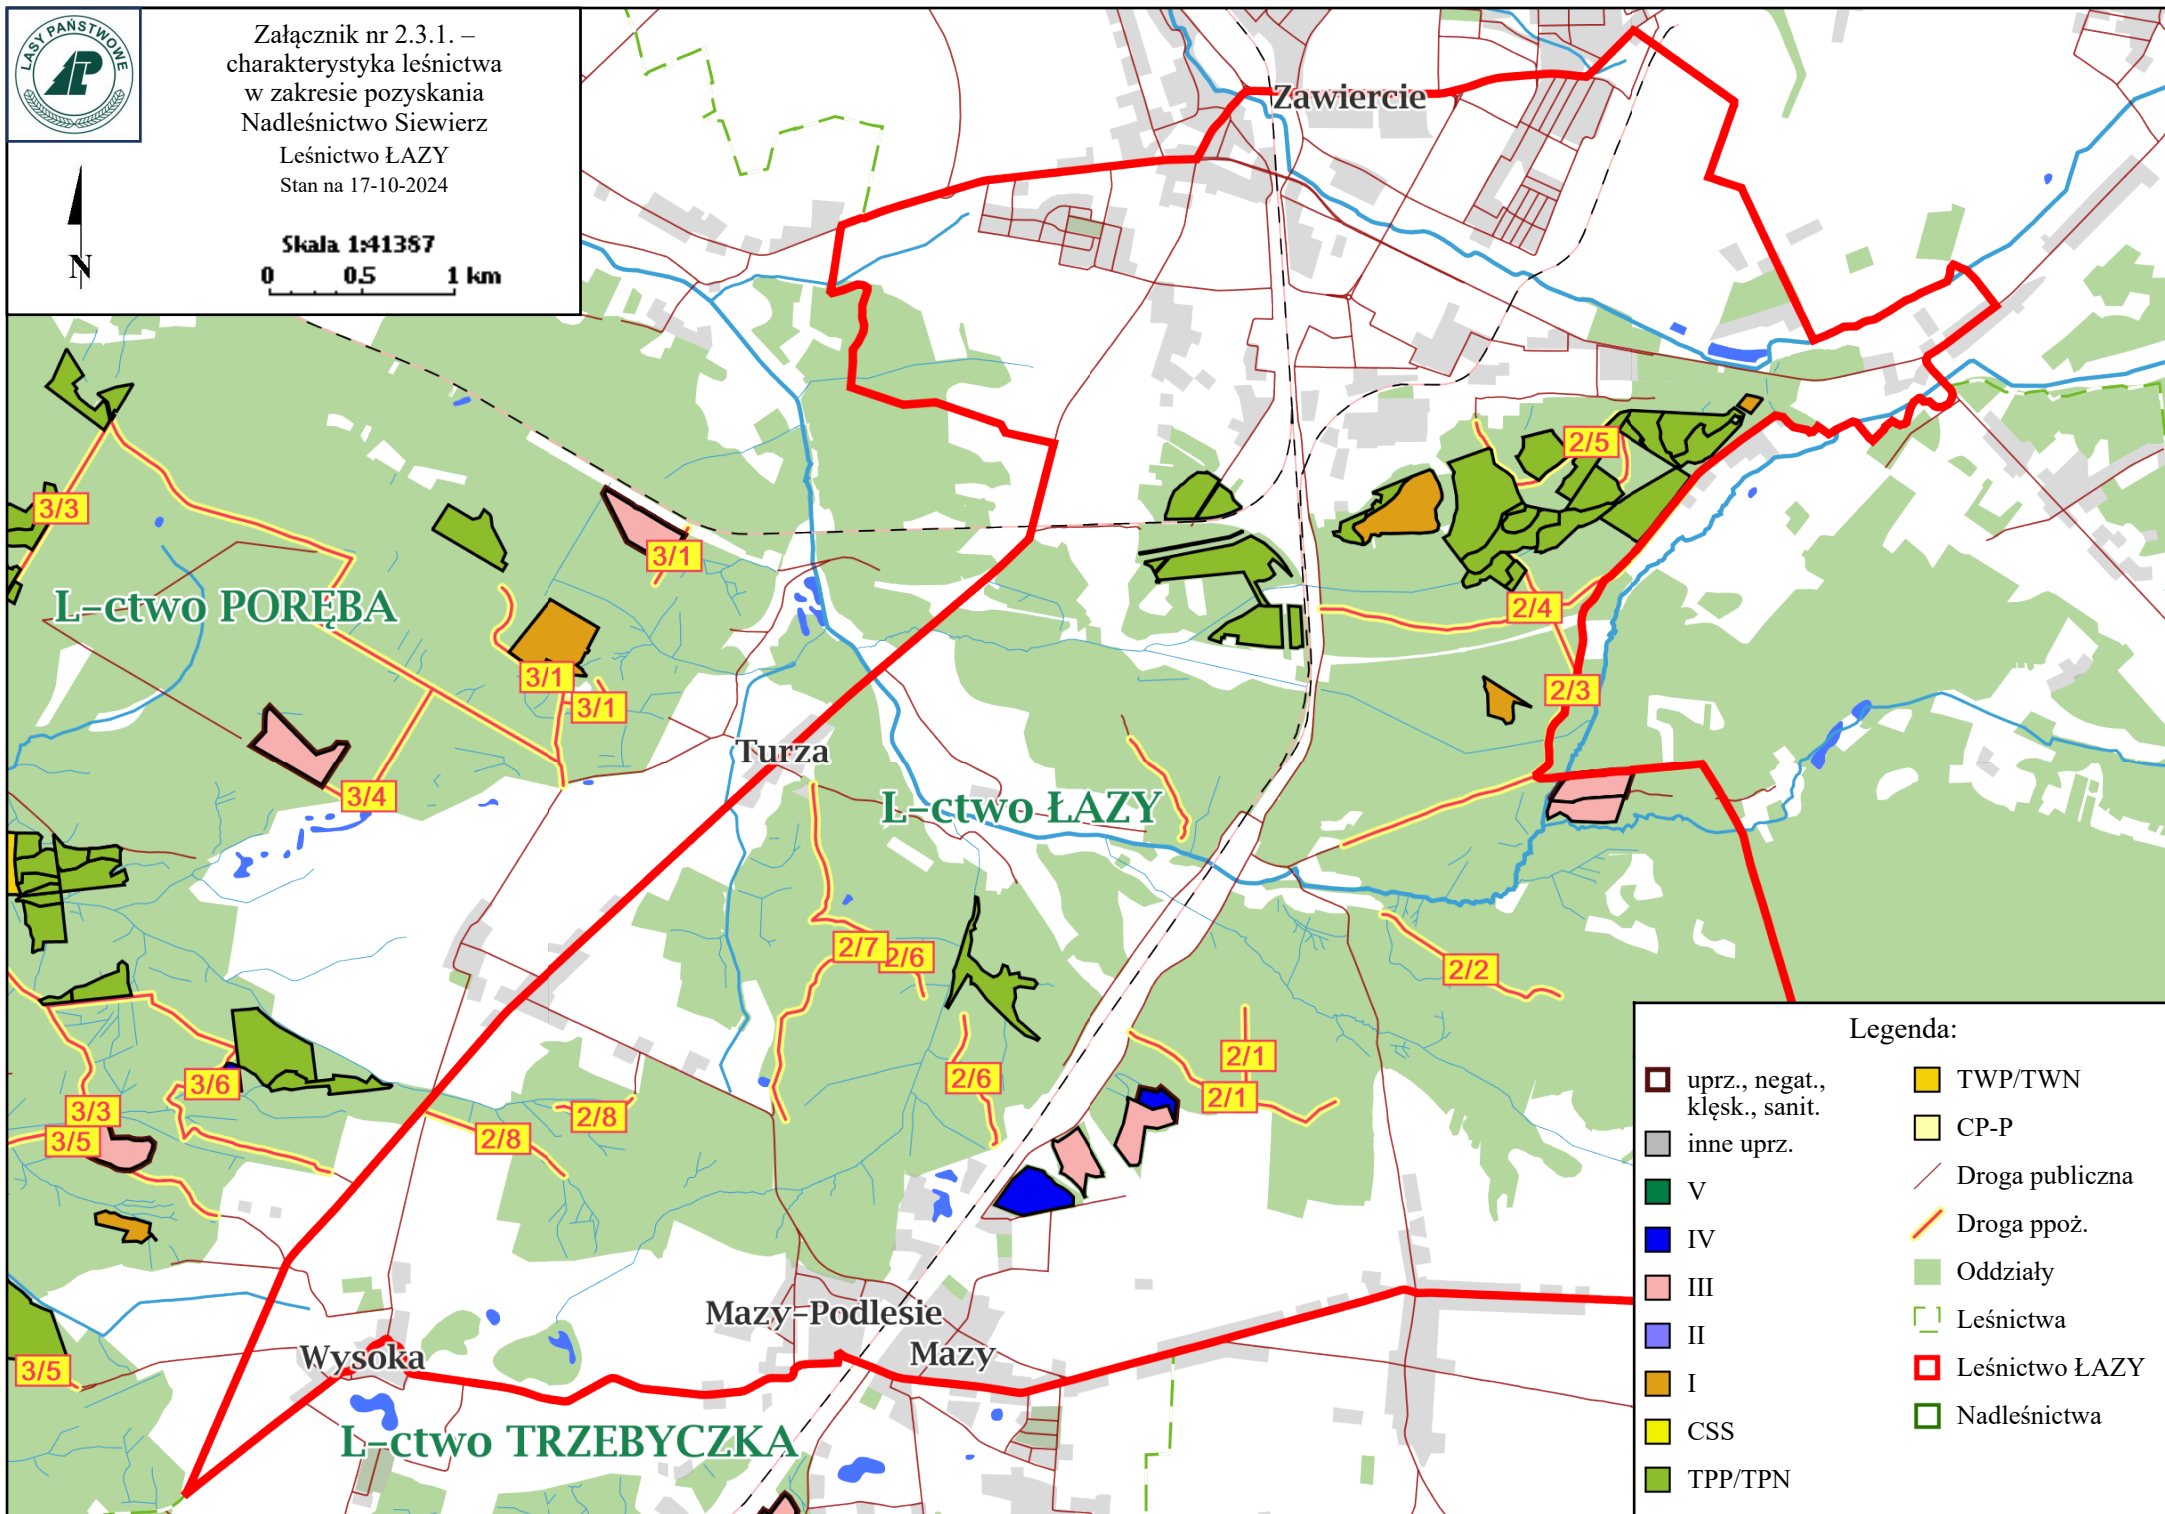 LASY PAŃSTWOWE
Załącznik nr 2.3.1. –
charakterystyka leśnictwa
w zakresie pozyskania
Nadleśnictwo Siewierz
Leśnictwo ŁAZY
Stan na 17-10-2024
N
Skala 1:41387
0 0.5 1 km
Zawiercie
2/5
3/3
3/1
L-ctwo PORĘBA
2/4
3/1
3/1
2/3
Turza
3/4
L-ctwo ŁAZY
2/7
2/6
2/2
2/1
3/6
2/6
2/1
3/3
2/8
3/5
2/8
Mazy-Podlesie
Mazy
Wysoka
3/5
L-ctwo TRZEBYCZKA
Legenda:
uprz., negat.,
klęsk., sanit.
inne uprz.
V
IV
III
II
I
CSS
TPP/TPN
TWP/TWN
CP-P
Droga publiczna
Droga ppoż.
Oddziały
Leśnictwa
Leśnictwo ŁAZY
Nadleśnictwa